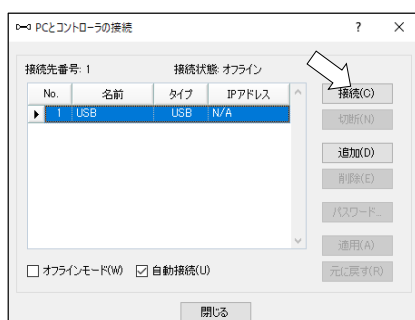 PCとコントローラの接続 ? ×
接続先番号: 1 接続状態: オフライン
No. 名前 タイプ IPアドレス
1 USB USB N/A
接続(C)
切断(N)
追加(D)
削除(E)
パスワード...
適用(A)
元に戻す(R)
オフラインモード(W) 自動接続(U)
閉じる